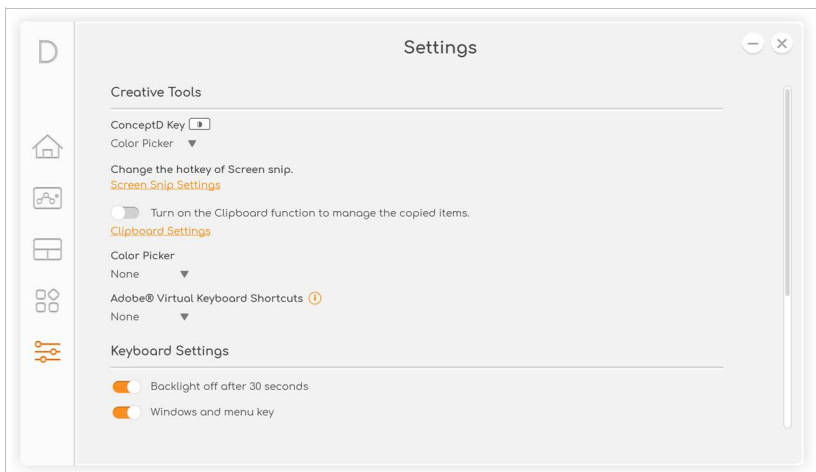 D
Settings
Creative Tools
ConceptD Key
Color Picker
Change the hotkey of Screen snip.
Screen Snip Settings
Turn on the Clipboard function to manage the copied items.
Clipboard Settings
Color Picker
None
Adobe® Virtual Keyboard Shortcuts
None
Keyboard Settings
Backlight off after 30 seconds
Windows and menu key